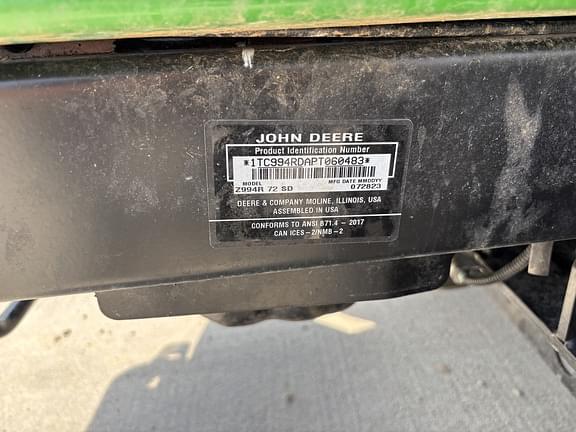 JOHN DEERE
Product Identification Number
*1TC994RDAPT060483*
MODEL MFG DATE MMDDYY
Z994R 72 SD 072823
DEERE & COMPANY MOLINE, ILLINOIS, USA
ASSEMBLED IN USA
CONFORMS TO ANSI B71.4 - 2017
CAN ICES-2/NMB-2